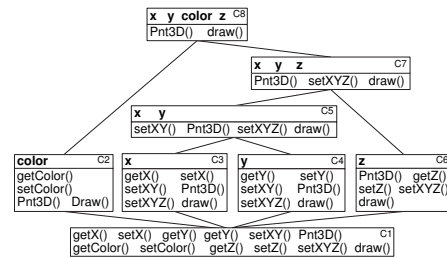 x y color z C8
Pnt3D() draw()
x y z C7
Pnt3D() setXYZ() draw()
x y C5
setXY() Pnt3D() setXYZ() draw()
color C2
getColor()
setColor()
Pnt3D() Draw()
x C3
getX() setX()
setXY() Pnt3D()
setXYZ() draw()
y C4
getY() setY()
setXY() Pnt3D()
setXYZ() draw()
z C6
Pnt3D() getZ()
setZ() setXYZ()
draw()
getX() setX() getY() getY() setXY() Pnt3D() C1
getColor() setColor() getZ() setZ() setXYZ() draw()